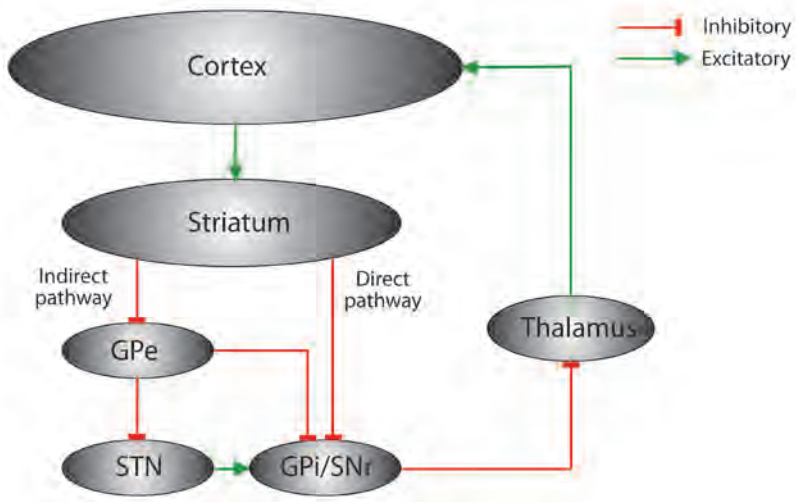 Cortex
Inhibitory
Excitatory
Striatum
Indirect
pathway
Direct
pathway
GPe
Thalamus
STN
GPi/SNr